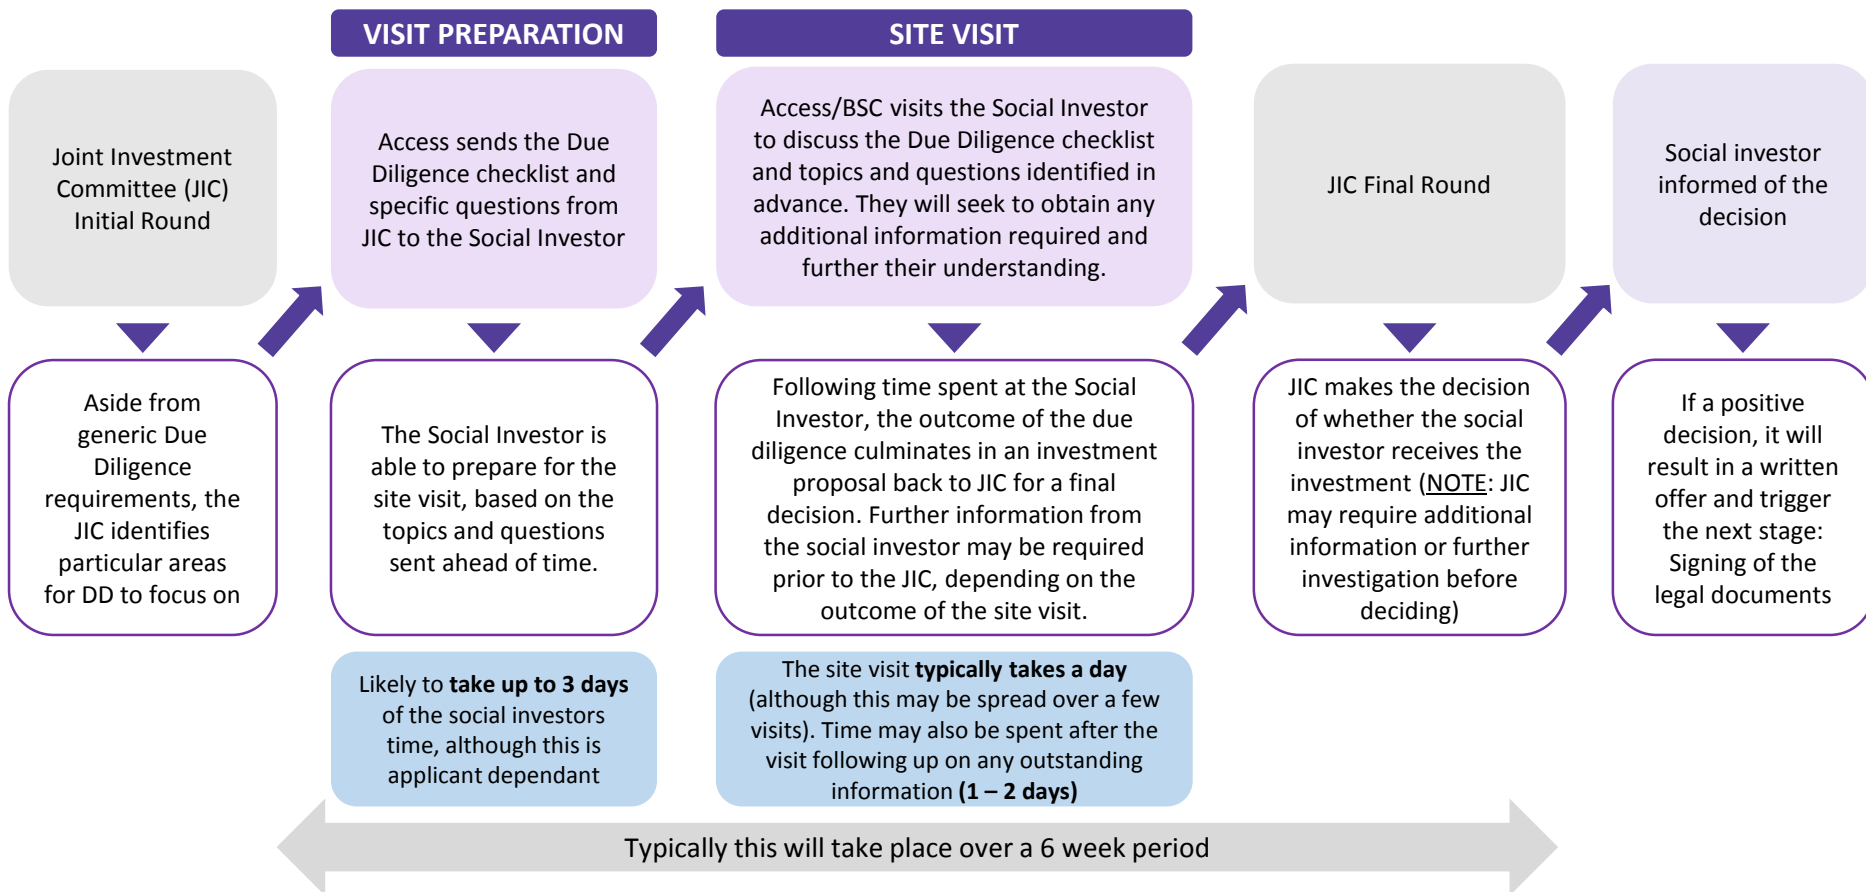 VISIT PREPARATION
SITE VISIT
Joint Investment
Committee (JIC)
Initial Round
Access sends the Due
Diligence checklist and
specific questions from
JIC to the Social Investor
Access/BSC visits the Social Investor
to discuss the Due Diligence checklist
and topics and questions identified in
advance. They will seek to obtain any
additional information required and
further their understanding.
JIC Final Round
Social investor
informed of the
decision
Aside from
generic Due
Diligence
requirements, the
JIC identifies
particular areas
for DD to focus on
The Social Investor is
able to prepare for the
site visit, based on the
topics and questions
sent ahead of time.
Following time spent at the Social
Investor, the outcome of the due
diligence culminates in an investment
proposal back to JIC for a final
decision. Further information from
the social investor may be required
prior to the JIC, depending on the
outcome of the site visit.
JIC makes the decision
of whether the social
investor receives the
investment (NOTE: JIC
may require additional
information or further
investigation before
deciding)
If a positive
decision, it will
result in a written
offer and trigger
the next stage:
Signing of the
legal documents
Likely to take up to 3 days
of the social investors
time, although this is
applicant dependant
The site visit typically takes a day
(although this may be spread over a few
visits). Time may also be spent after the
visit following up on any outstanding
information (1 – 2 days)
Typically this will take place over a 6 week period